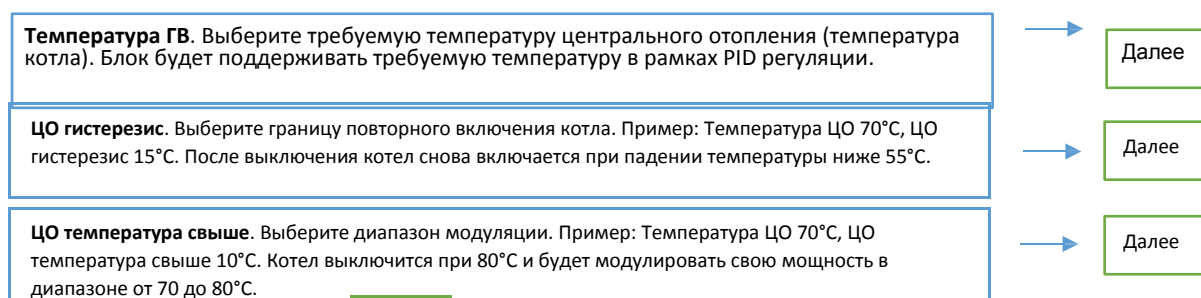 Температура ГВ. Выберите требуемую температуру центрального отопления (температура
котла). Блок будет поддерживать требуемую температуру в рамках PID регуляции.
Далее
ЦО гистерезис. Выберите границу повторного включения котла. Пример: Температура ЦО 70°C, ЦО
гистерезис 15°C. После выключения котел снова включается при падении температуры ниже 55°C.
Далее
ЦО температура свыше. Выберите диапазон модуляции. Пример: Температура ЦО 70°C, ЦО
температура свыше 10°C. Котел выключится при 80°C и будет модулировать свою мощность в
диапазоне от 70 до 80°C.
Далее